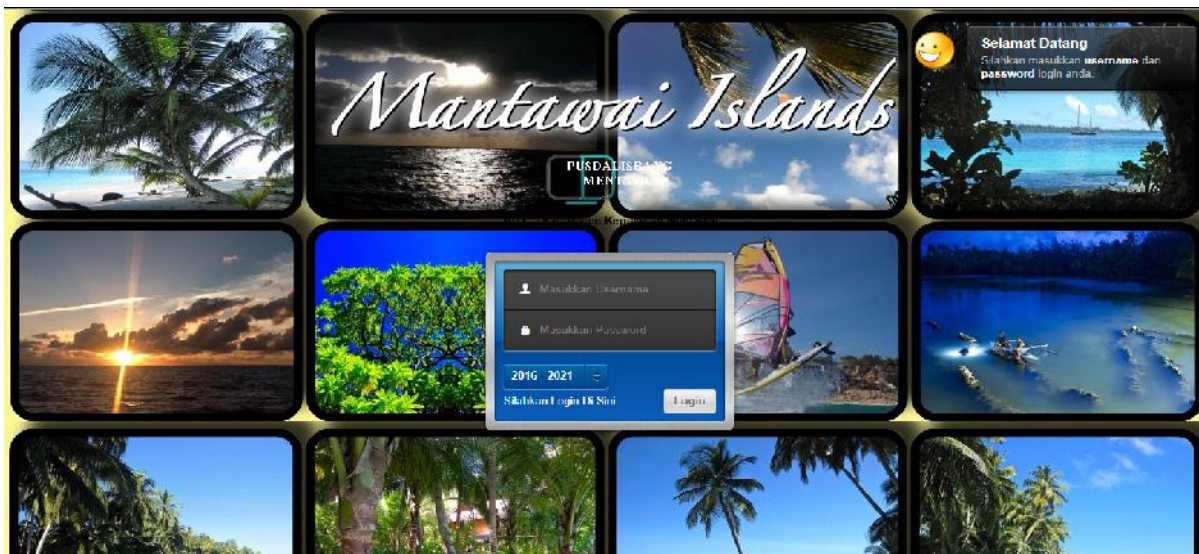 Mantawai Islands
Selamat Datang
Silahkan masukkan username dan
password login anda.
PUSDALISBANG
Masukkan Username
Masukkan Password
2016 2021
Silahkan Login Di Sini
Login